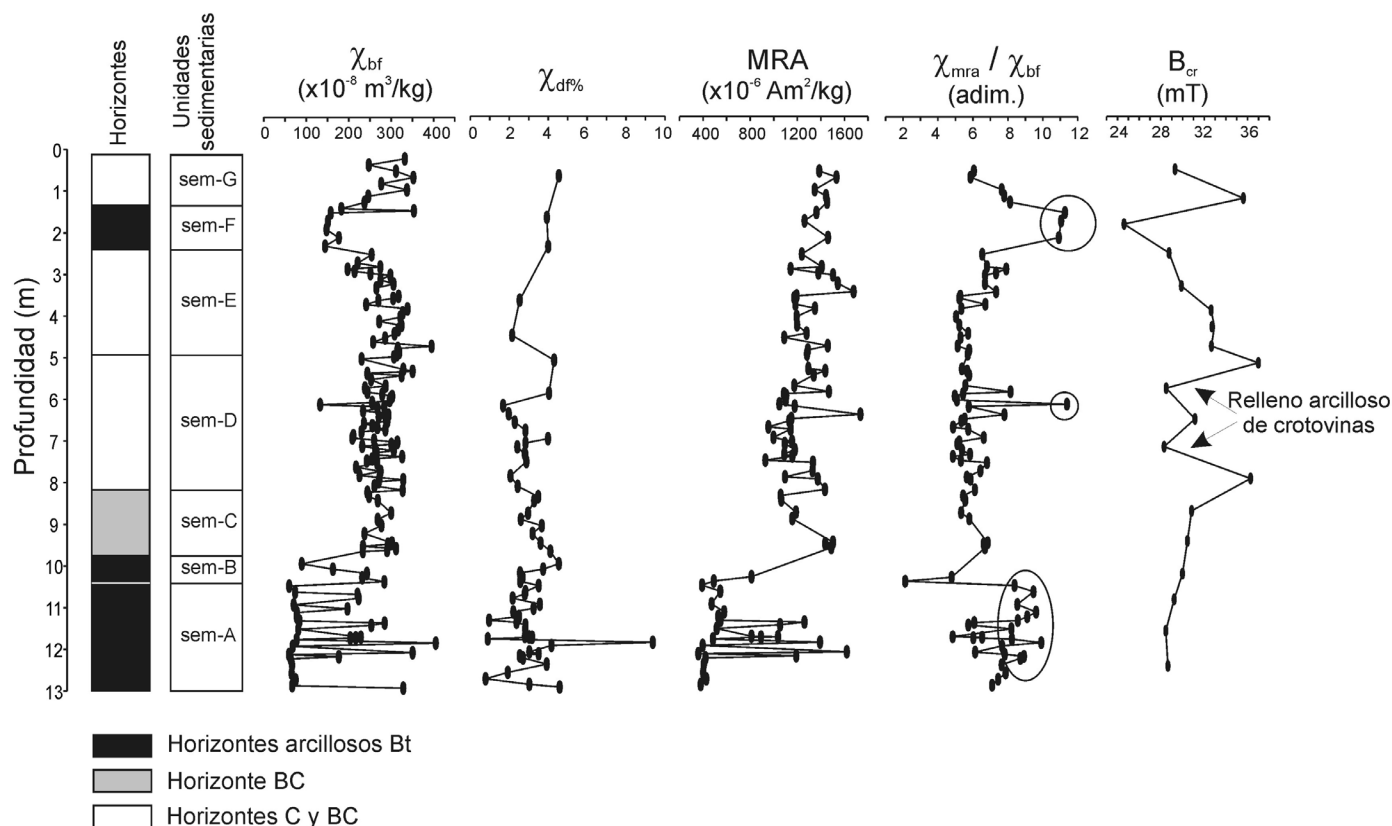 Horizontes
Unidades
sedimentarias
χbf
(x10-8 m3/kg)
χdf%
MRA
(x10-6 Am2/kg)
χmra / χbf
(adim.)
Bcr
(mT)
0 100 200 300 400
0 2 4 6 8 10
400 800 1200 1600
2 4 6 8 10 12
24 28 32 36
Profundidad (m)
0
1
2
3
4
5
6
7
8
9
10
11
12
13
sem-G
sem-F
sem-E
sem-D
sem-C
sem-B
sem-A
Relleno arcilloso
de crotovinas
Horizontes arcillosos Bt
Horizonte BC
Horizontes C y BC